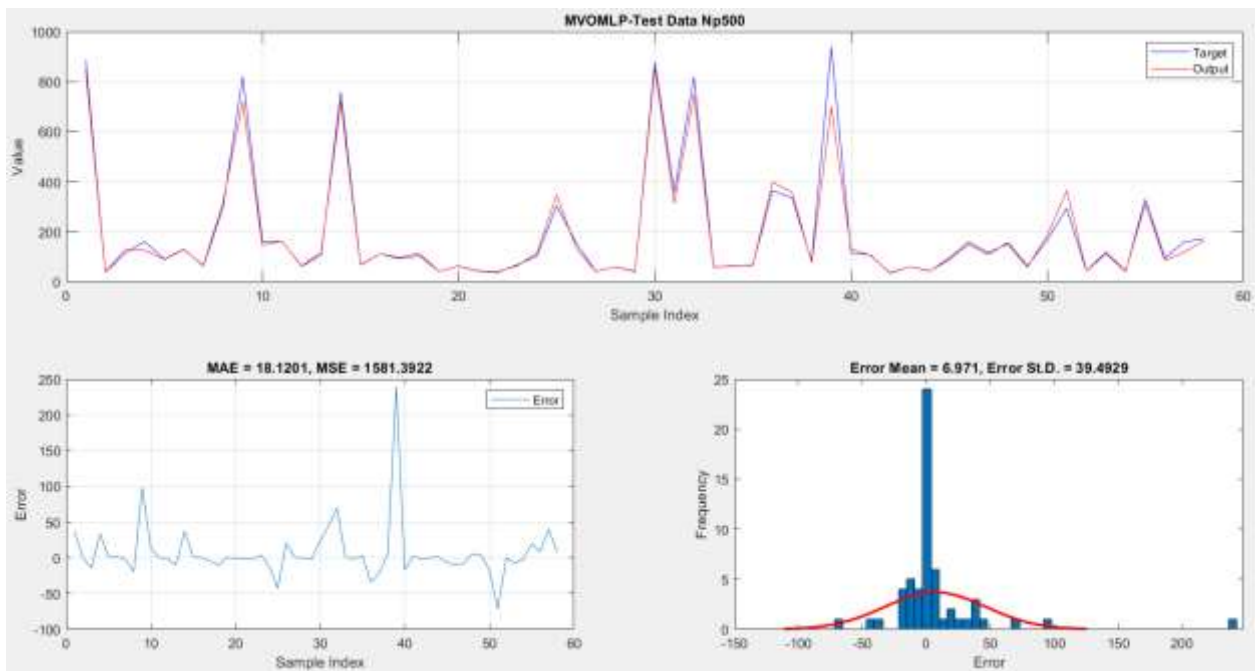 MVOMLP-Test Data Np500
1000
800
600
400
200
0
Value
Target
Output
0 10 20 30 40 50 60
Sample Index
MAE = 18.1201, MSE = 1581.3922
250
200
150
100
50
0
-50
-100
Error
Error
0 10 20 30 40 50 60
Sample Index
Error Mean = 6.971, Error St.D. = 39.4929
25
20
15
10
5
0
Frequency
-150 -100 -50 0 50 100 150 200
Error